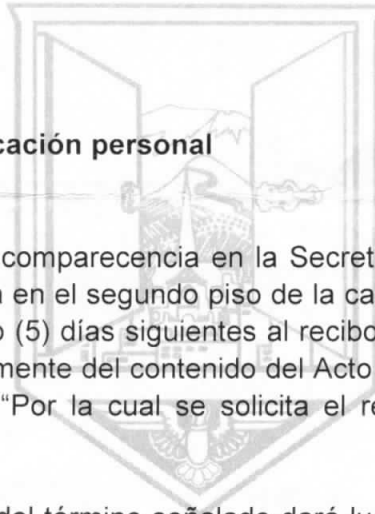 cación personal
comparecencia en la Secret
en el segundo piso de la ca
o (5) días siguientes al recibo
mente del contenido del Acto
“Por la cual se solicita el re
del término señalado dará lu